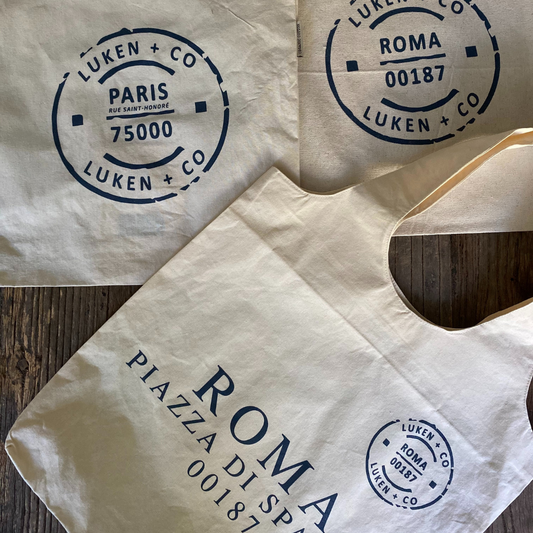 LUKEN + CO
PARIS
RUE SAINT-HONORÉ
75000
LUKEN + CO
LUKEN + CO
ROMA
00187
LUKEN + CO
ROMA
PIAZZA DI SPA
00187
LUKEN + CO
ROMA
00187
LUKEN + CO